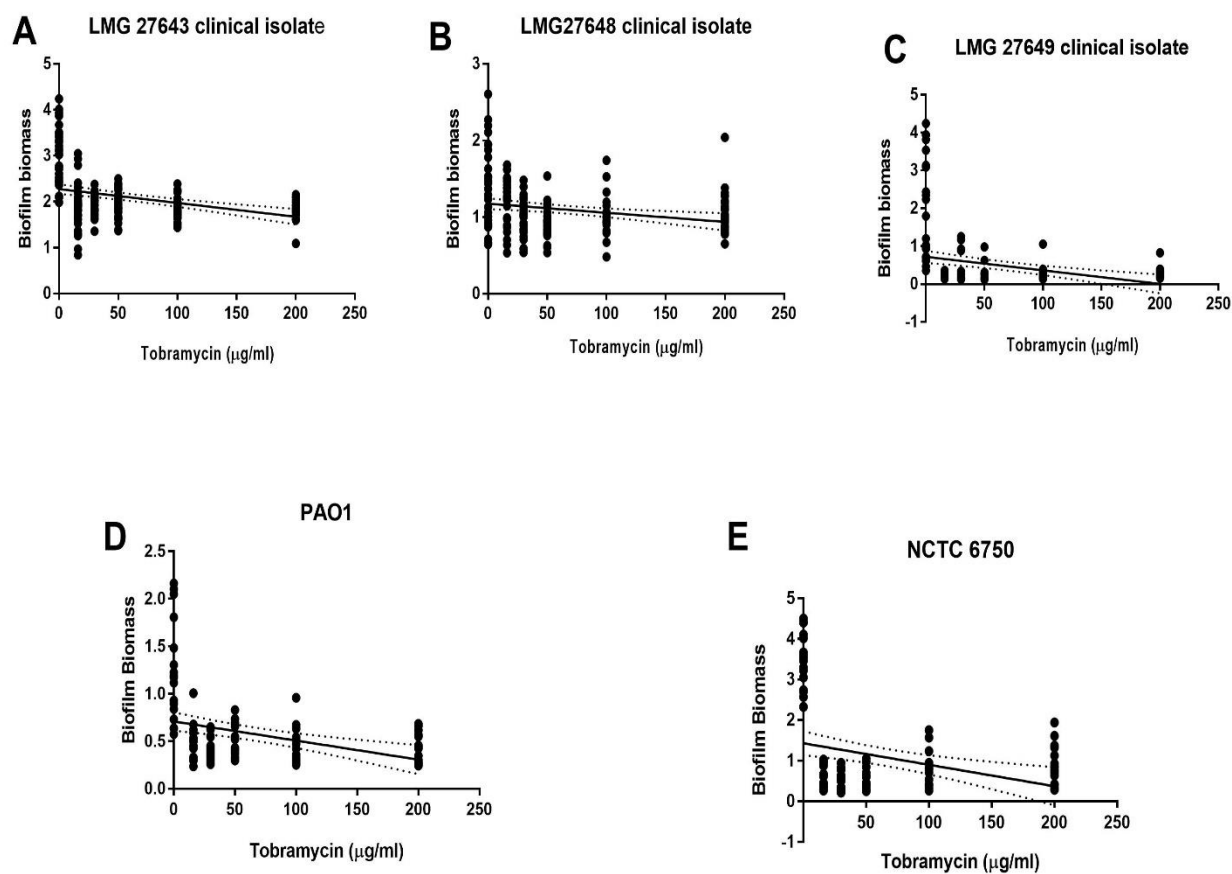 A
LMG 27643 clinical isolate
5
4
3
2
1
0
Biofilm biomass
0 50 100 150 200 250
Tobramycin (μg/ml)
B
LMG27648 clinical isolate
3
2
1
0
Biofilm biomass
0 50 100 150 200 250
Tobramycin (μg/ml)
C
LMG 27649 clinical isolate
5
4
3
2
1
0
-1
Biofilm biomass
50 100 150 200 250
Tobramycin (μg/ml)
D
PAO1
2.5
2.0
1.5
1.0
0.5
0.0
Biofilm Biomass
0 50 100 150 200 250
Tobramycin (μg/ml)
E
NCTC 6750
5
4
3
2
1
0
-1
Biofilm Biomass
50 100 150 200 250
Tobramycin (μg/ml)